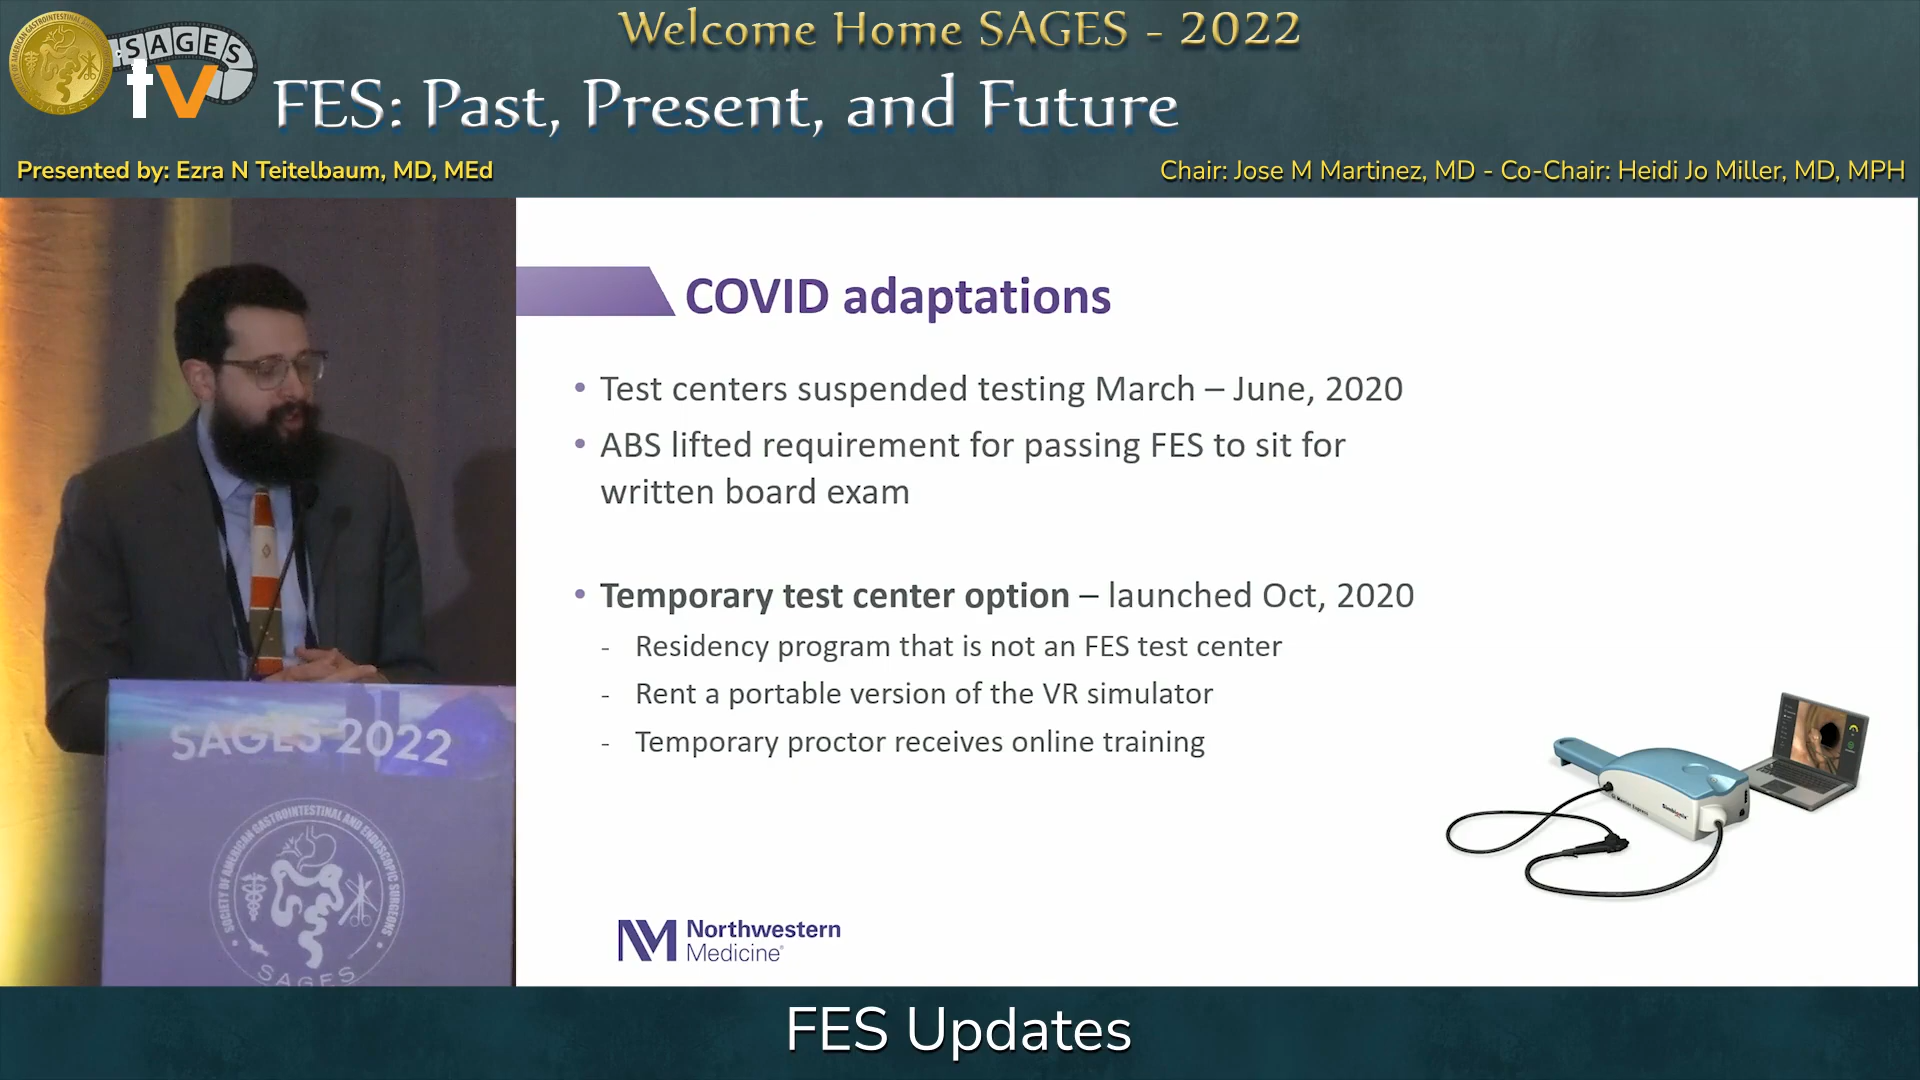 Welcome Home SAGES - 2022
SAGES
tv
FES: Past, Present, and Future
Presented by: Ezra N Teitelbaum, MD, MEd
Chair: Jose M Martinez, MD - Co-Chair: Heidi Jo Miller, MD, MPH
COVID adaptations
• Test centers suspended testing March – June, 2020
• ABS lifted requirement for passing FES to sit for
written board exam
• Temporary test center option – launched Oct, 2020
- Residency program that is not an FES test center
- Rent a portable version of the VR simulator
- Temporary proctor receives online training
SAGES 2022
SOCIETY OF AMERICAN GASTROINTESTINAL AND ENDOSCOPIC SURGEONS
SAGES
Simbionix
NM Northwestern
Medicine®
FES Updates